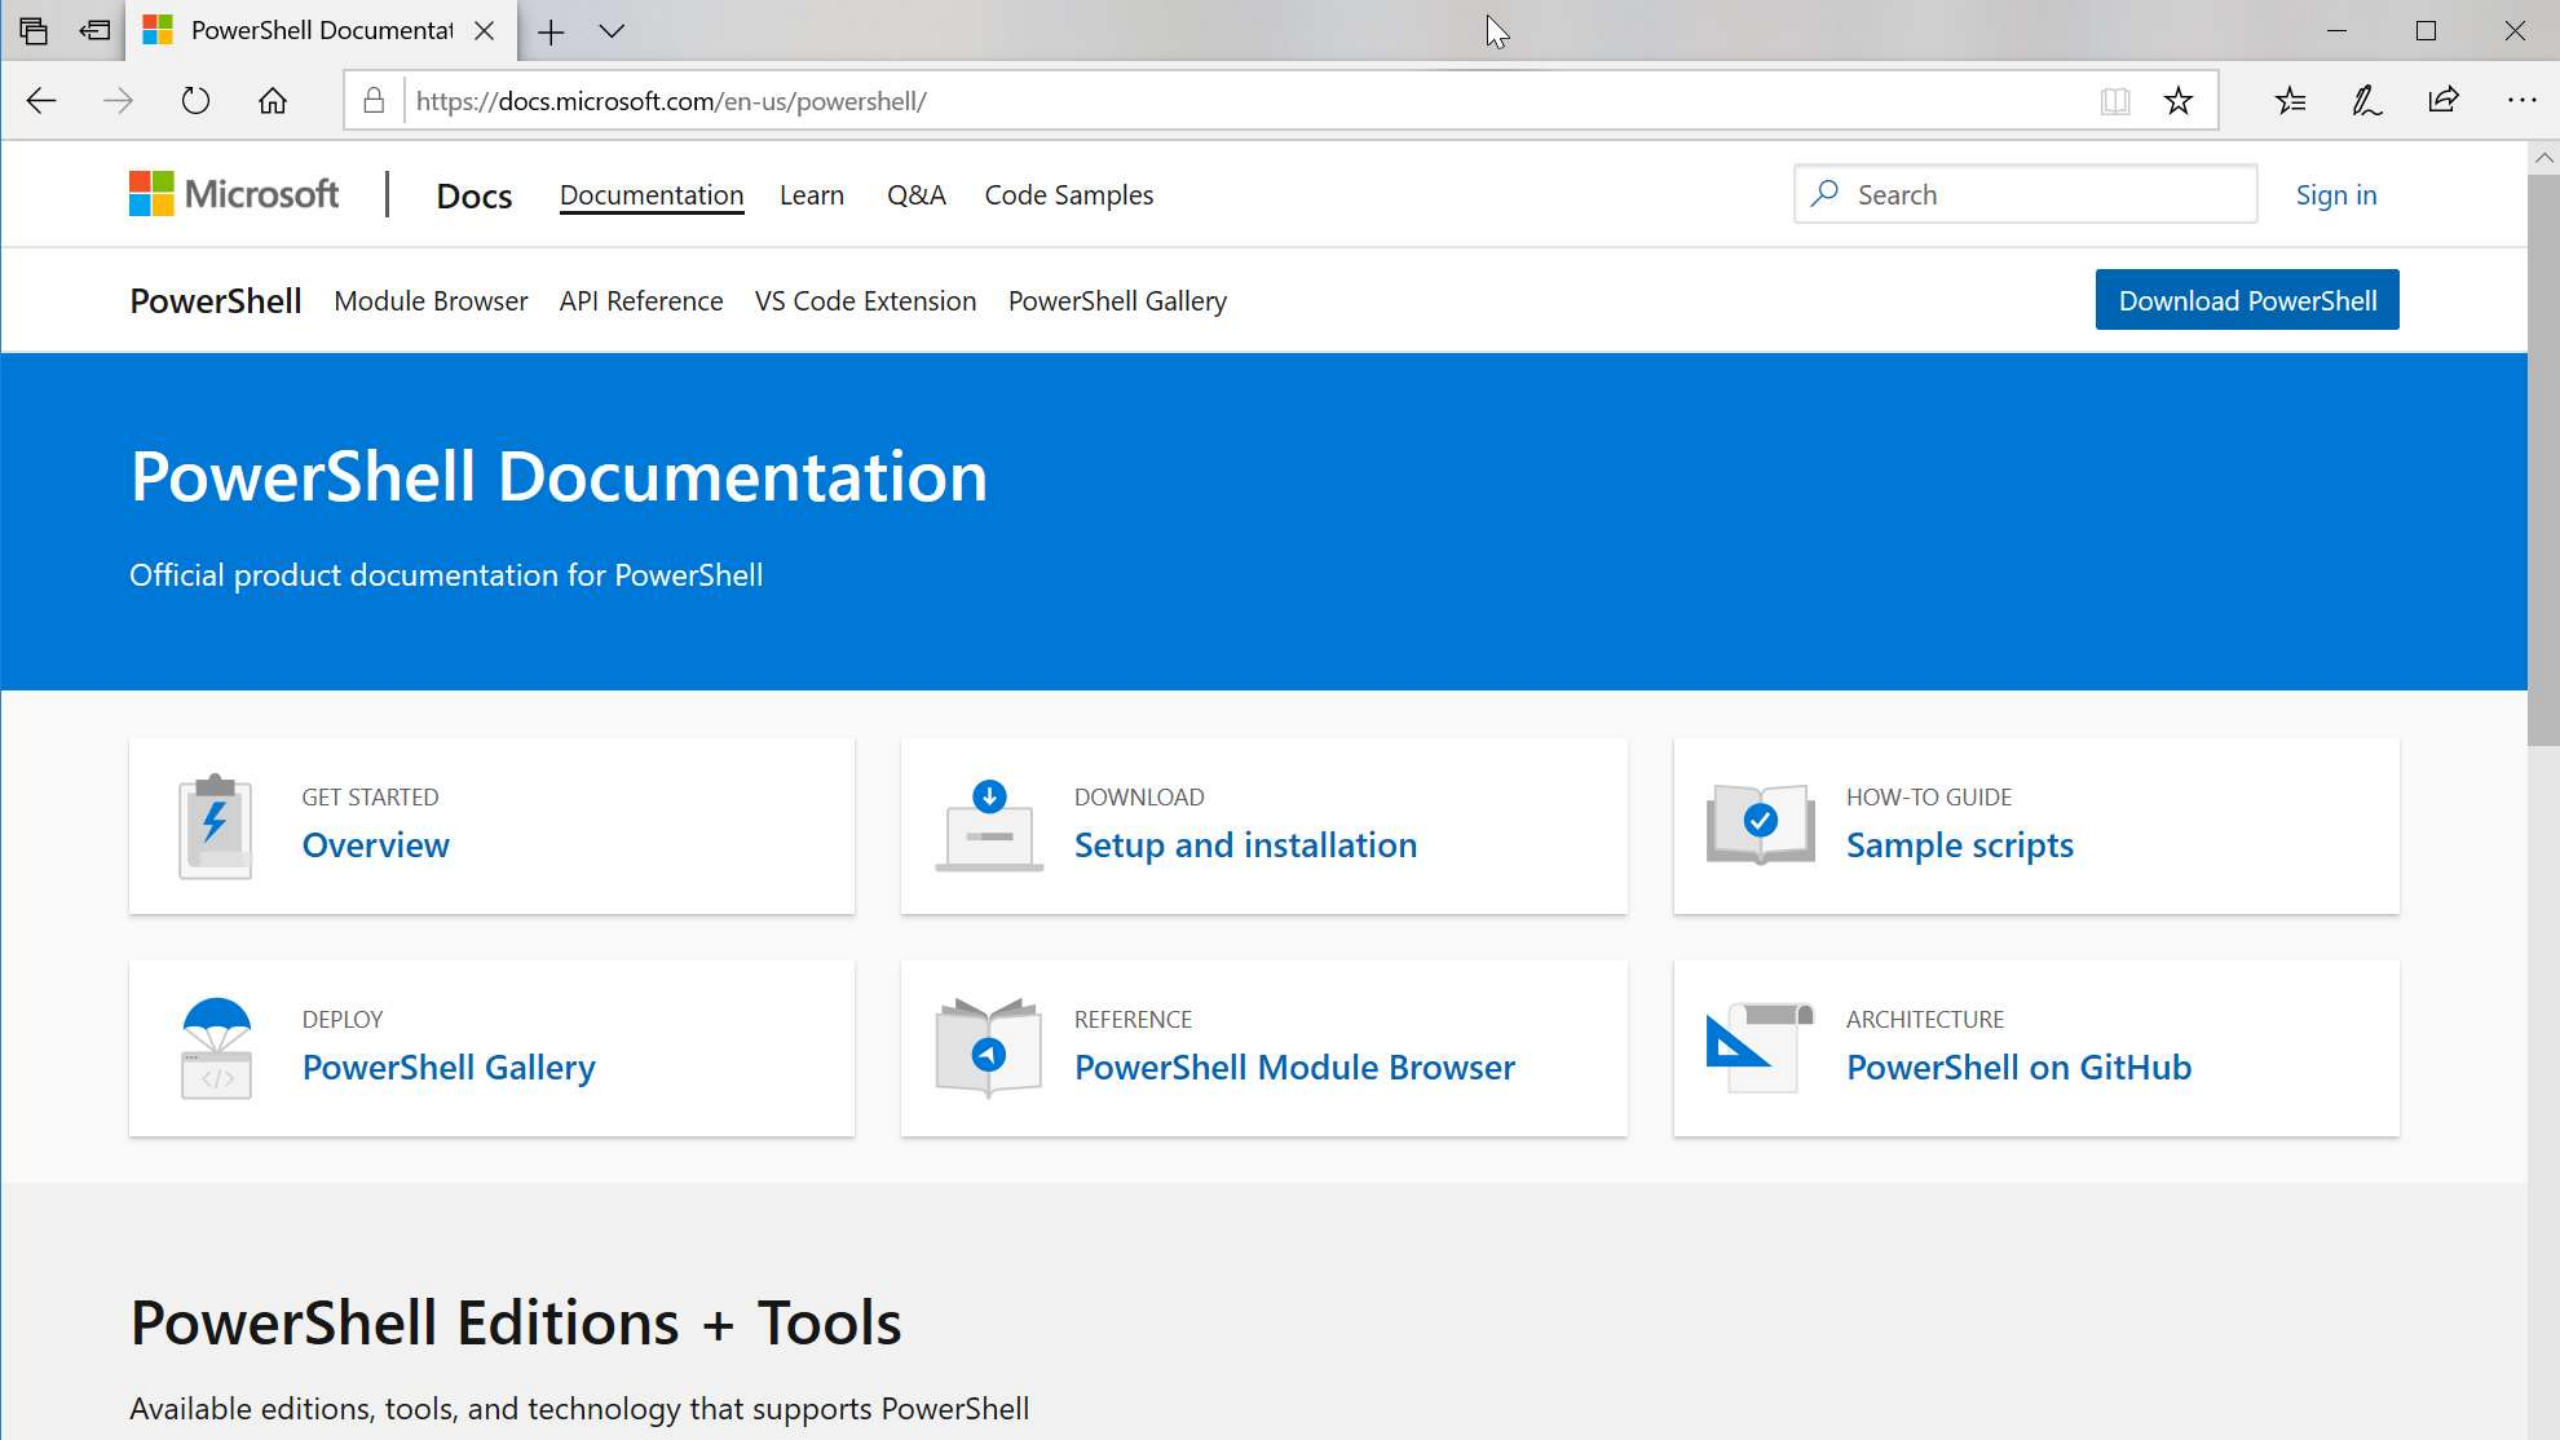 PowerShell Documentat
https://docs.microsoft.com/en-us/powershell/
Microsoft Docs Documentation Learn Q&A Code Samples Search Sign in
PowerShell Module Browser API Reference VS Code Extension PowerShell Gallery Download PowerShell
PowerShell Documentation
Official product documentation for PowerShell
GET STARTED
Overview
DOWNLOAD
Setup and installation
HOW-TO GUIDE
Sample scripts
DEPLOY
PowerShell Gallery
REFERENCE
PowerShell Module Browser
ARCHITECTURE
PowerShell on GitHub
PowerShell Editions + Tools
Available editions, tools, and technology that supports PowerShell